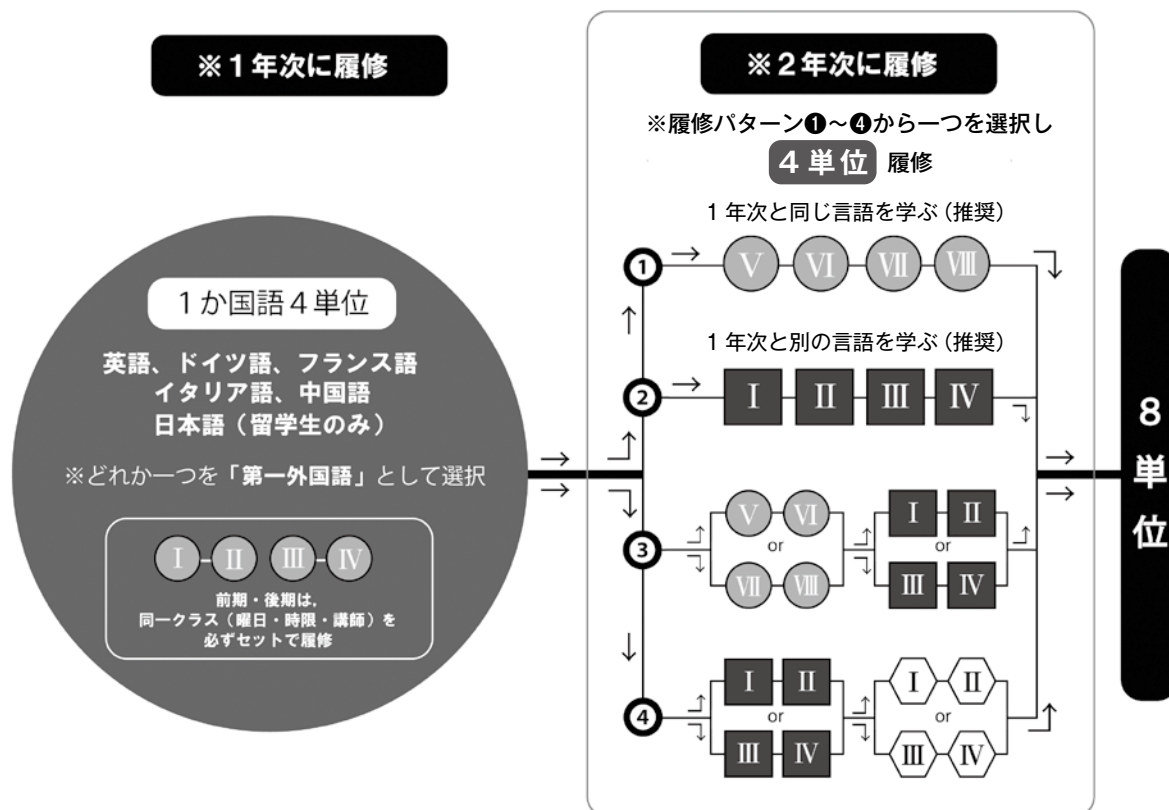 ※１年次に履修
１か国語４単位
英語、ドイツ語、フランス語
イタリア語、中国語
日本語（留学生のみ）
※どれか一つを「第一外国語」として選択
Ⅰ-Ⅱ Ⅲ-Ⅳ
前期・後期は,
同一クラス（曜日・時限・講師）を
必ずセットで履修
※２年次に履修
※履修パターン❶～❹から一つを選択し
４単位 履修
1 年次と同じ言語を学ぶ（推奨）
① Ⅴ Ⅵ Ⅶ Ⅷ
1 年次と別の言語を学ぶ（推奨）
② Ⅰ Ⅱ Ⅲ Ⅳ
Ⅴ Ⅵ Ⅰ Ⅱ
③ or or
Ⅶ Ⅷ Ⅲ Ⅳ
Ⅰ Ⅱ Ⅰ Ⅱ
④ or or
Ⅲ Ⅳ Ⅲ Ⅳ
８単位